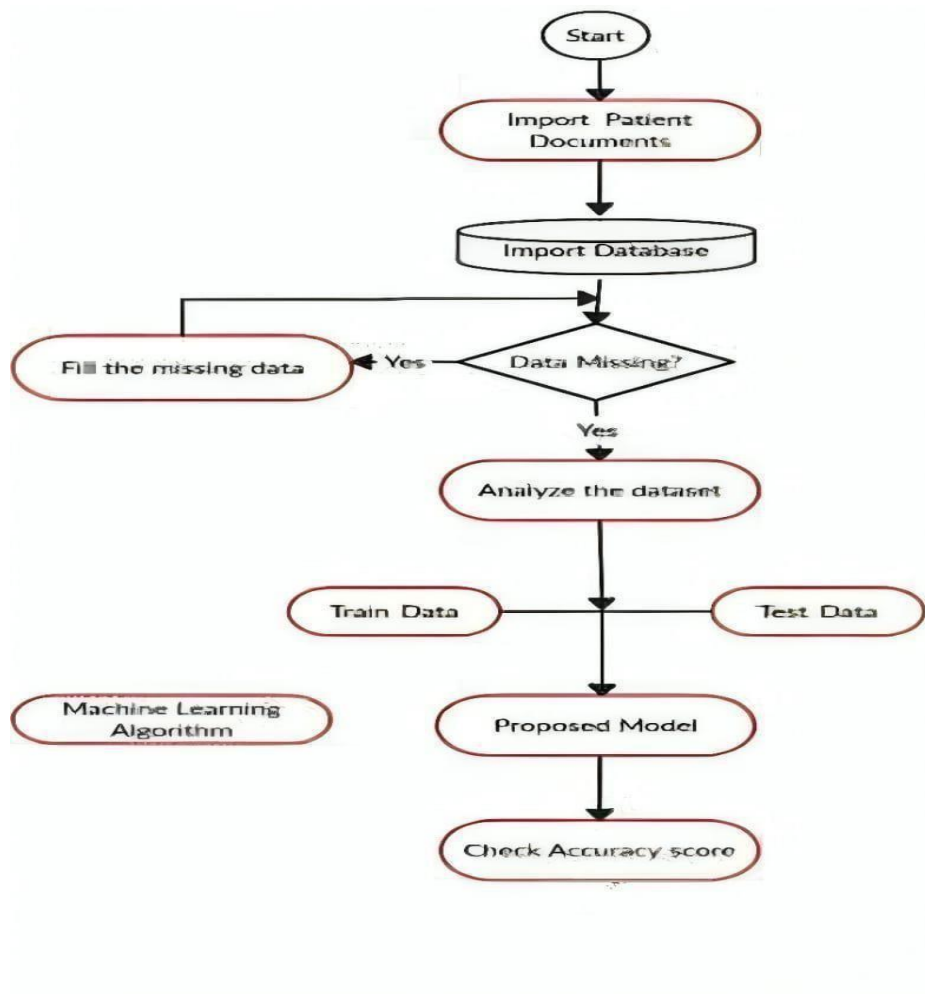 Start
Import Patient
Documents
Import Database
Fill the missing data
Yes
Data Missing?
Yes
Analyze the dataset
Train Data
Test Data
Machine Learning
Algorithm
Proposed Model
Check Accuracy score